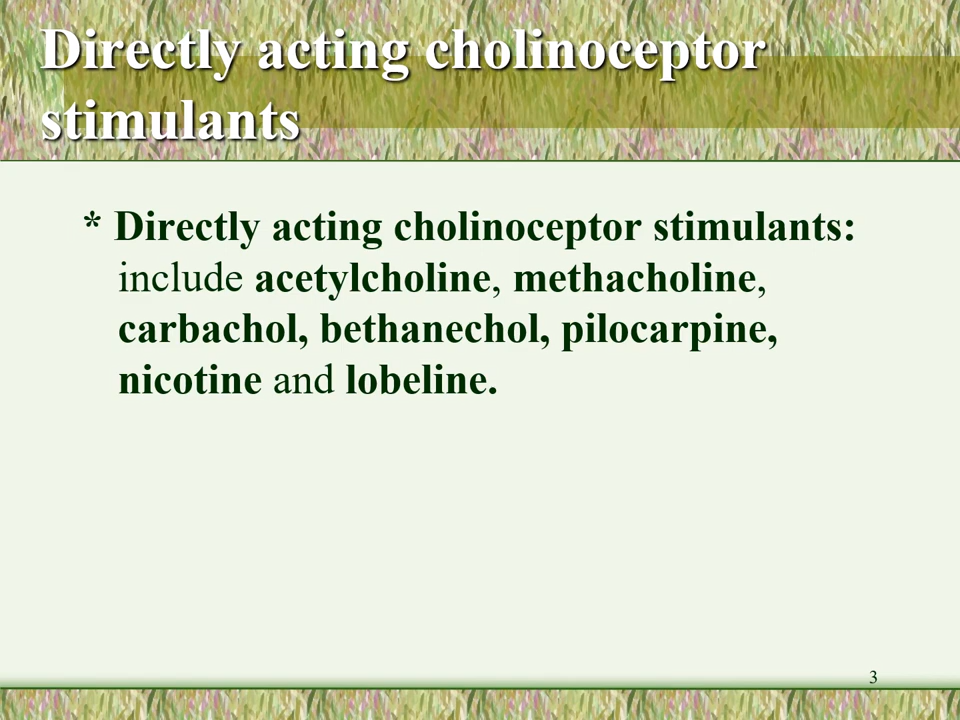 Directly acting cholinoceptor
stimulants
* Directly acting cholinoceptor stimulants:
include acetylcholine, methacholine,
carbachol, bethanechol, pilocarpine,
nicotine and lobeline.
3